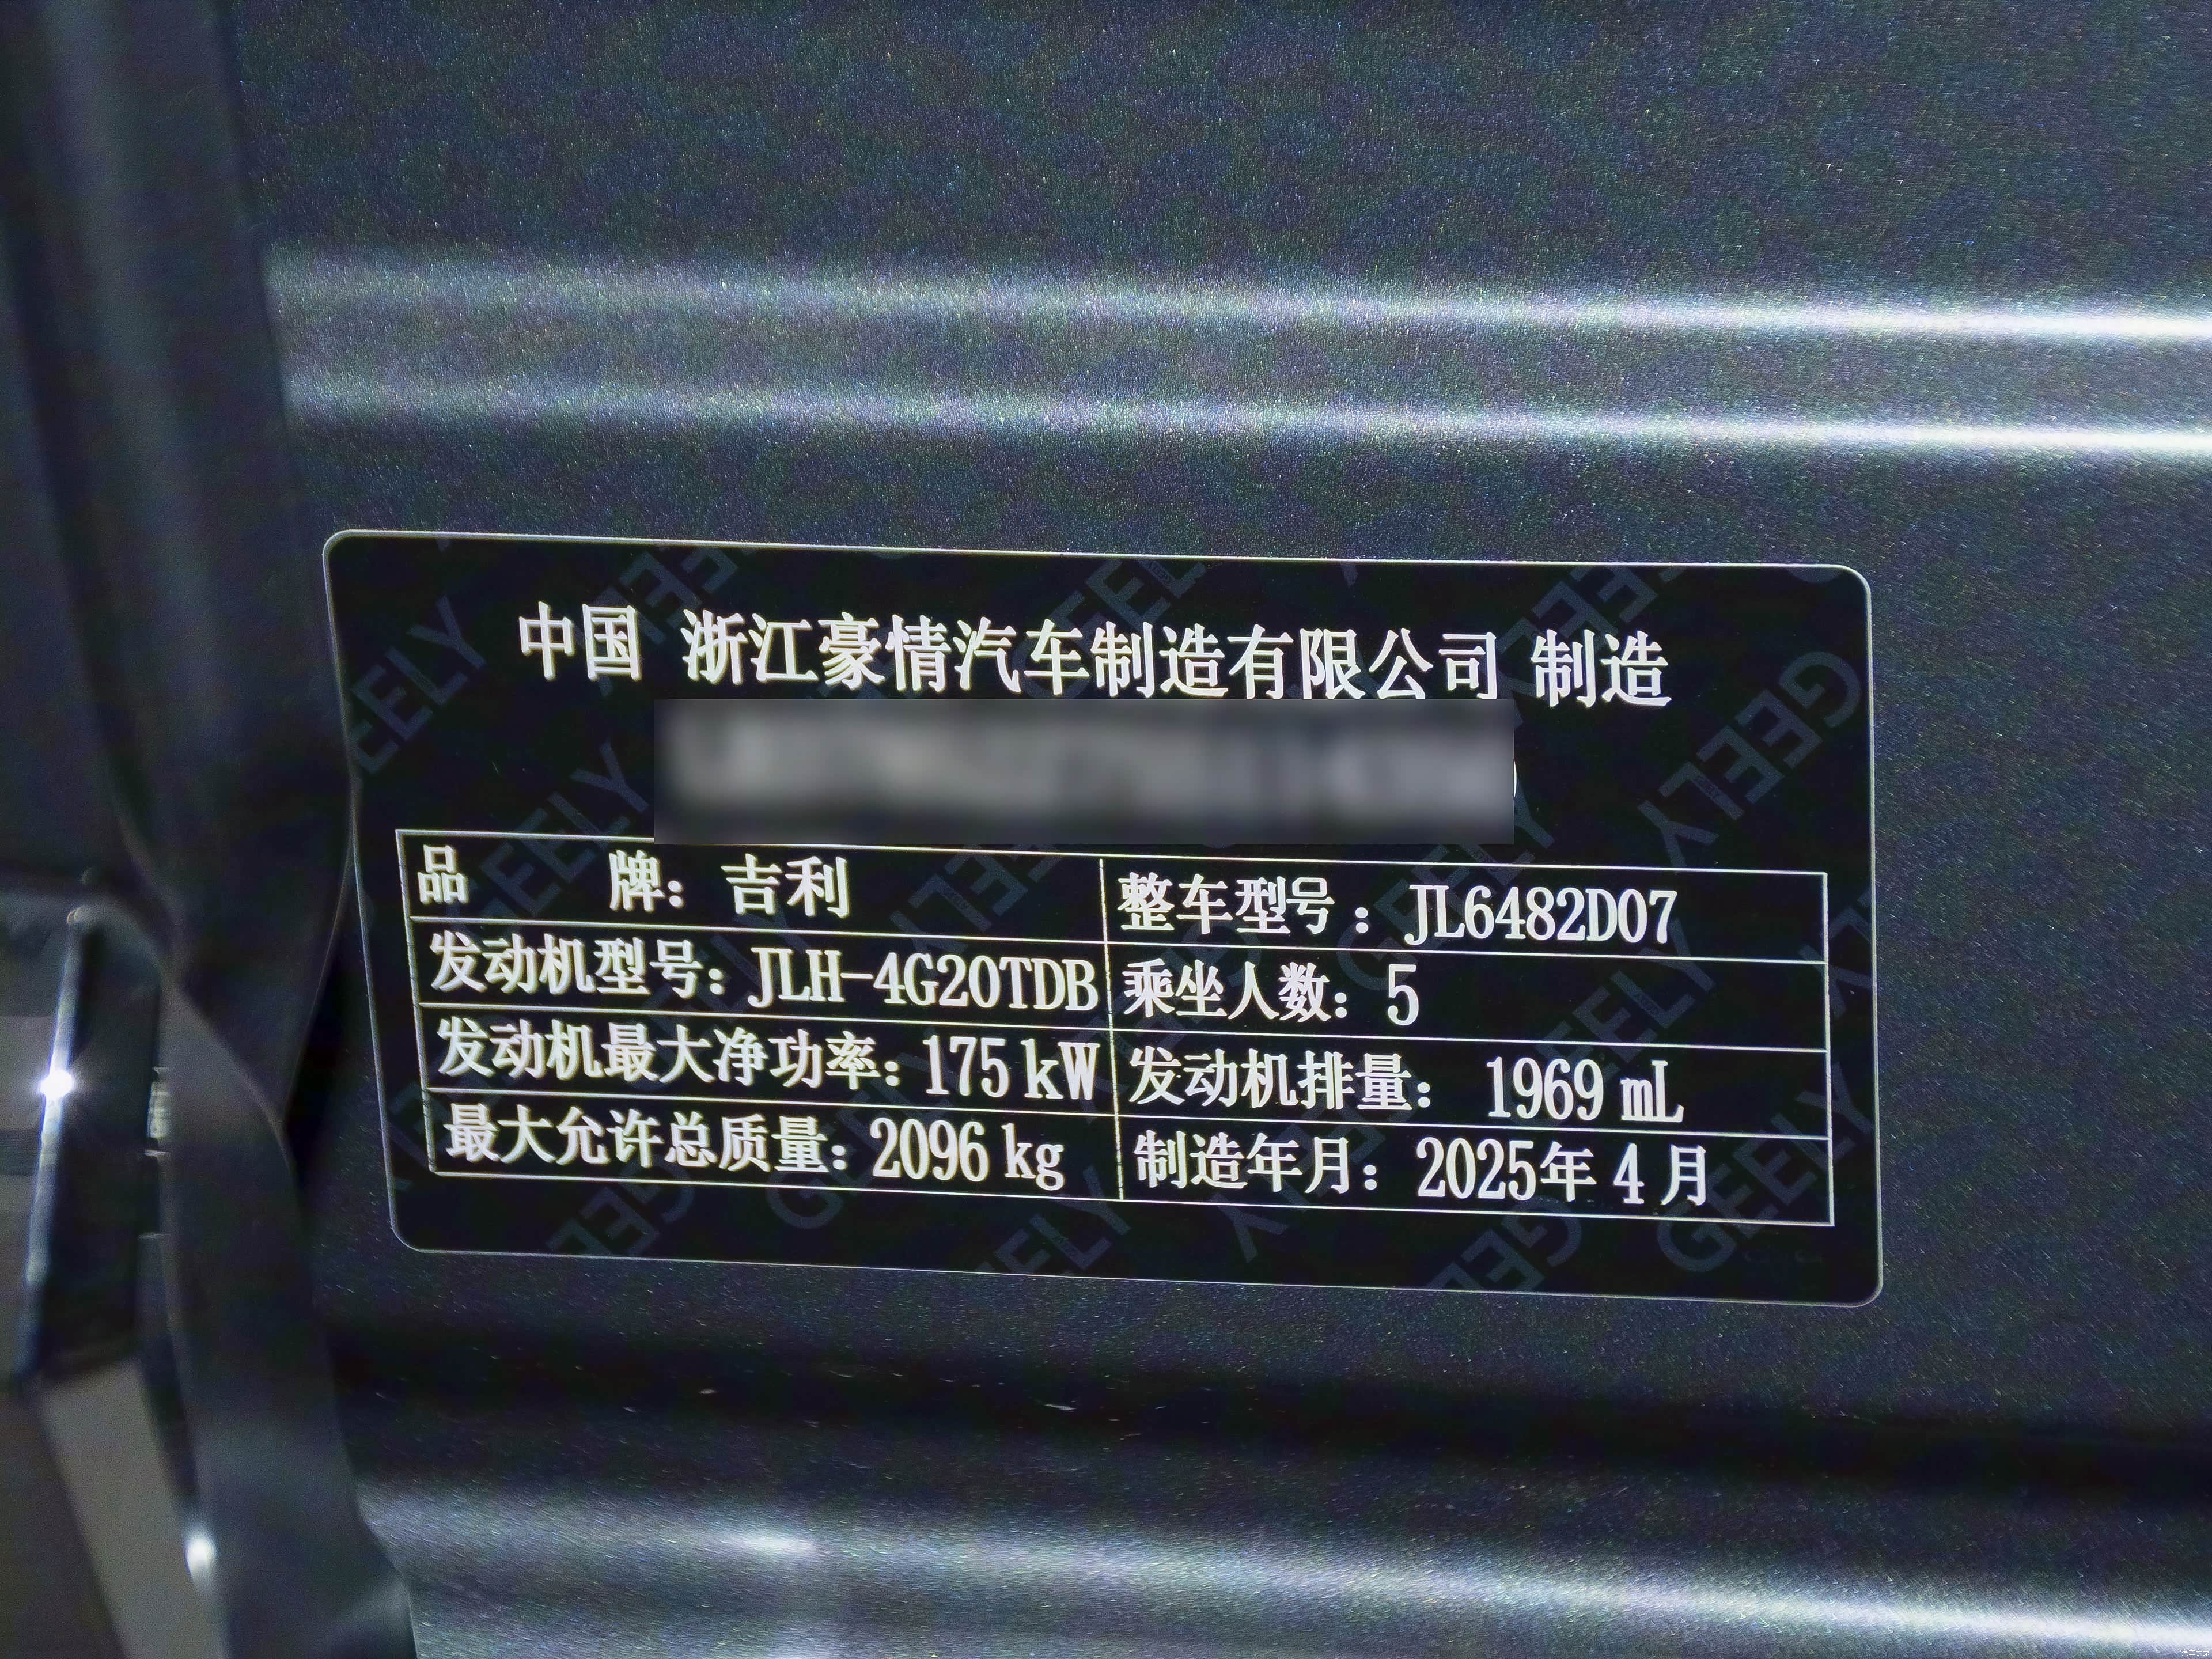 中国 浙江豪情汽车制造有限公司 制造
品 牌：吉利 整车型号：JL6482D07
发动机型号：JLH-4G20TDB 乘坐人数：5
发动机最大净功率：175 kW 发动机排量： 1969 mL
最大允许总质量：2096 kg 制造年月：2025年 4 月
GEELY